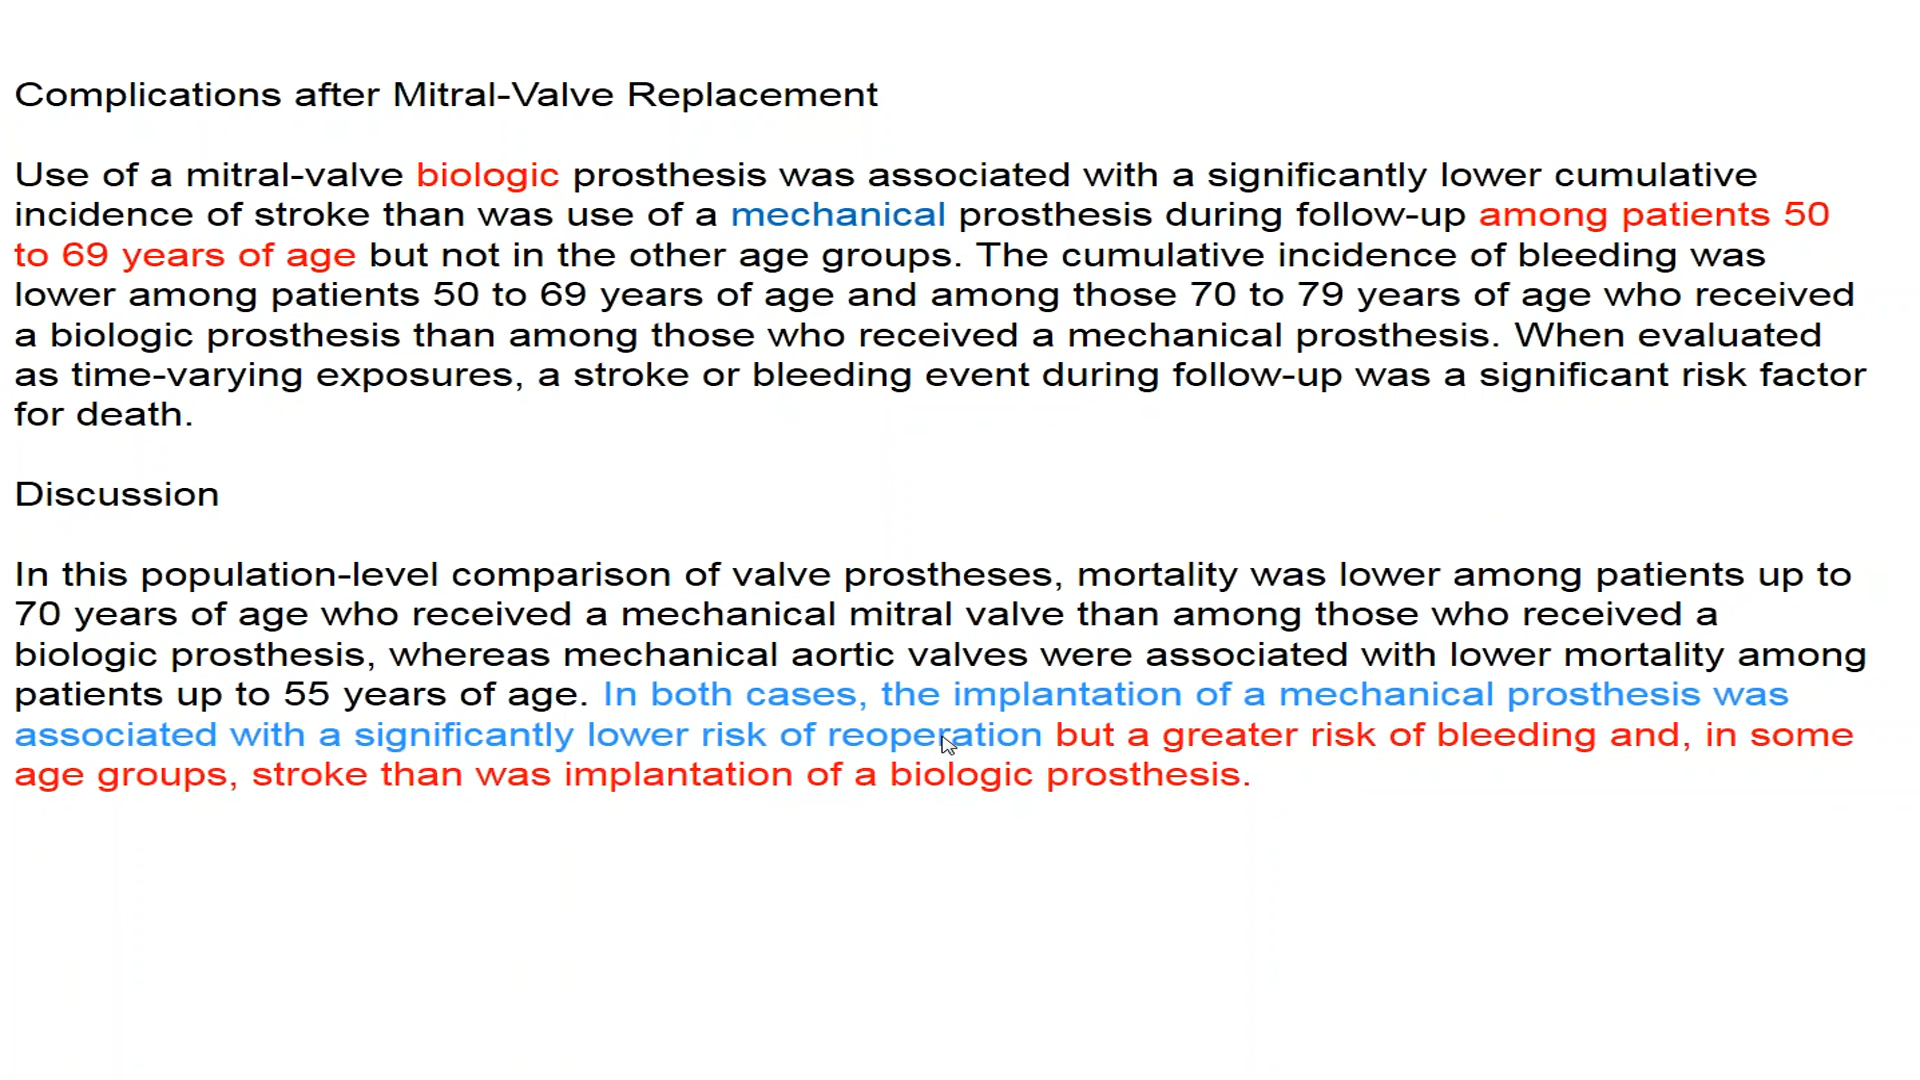 Complications after Mitral-Valve Replacement
Use of a mitral-valve biologic prosthesis was associated with a significantly lower cumulative
incidence of stroke than was use of a mechanical prosthesis during follow-up among patients 50
to 69 years of age but not in the other age groups. The cumulative incidence of bleeding was
lower among patients 50 to 69 years of age and among those 70 to 79 years of age who received
a biologic prosthesis than among those who received a mechanical prosthesis. When evaluated
as time-varying exposures, a stroke or bleeding event during follow-up was a significant risk factor
for death.
Discussion
In this population-level comparison of valve prostheses, mortality was lower among patients up to
70 years of age who received a mechanical mitral valve than among those who received a
biologic prosthesis, whereas mechanical aortic valves were associated with lower mortality among
patients up to 55 years of age. In both cases, the implantation of a mechanical prosthesis was
associated with a significantly lower risk of reoperation but a greater risk of bleeding and, in some
age groups, stroke than was implantation of a biologic prosthesis.